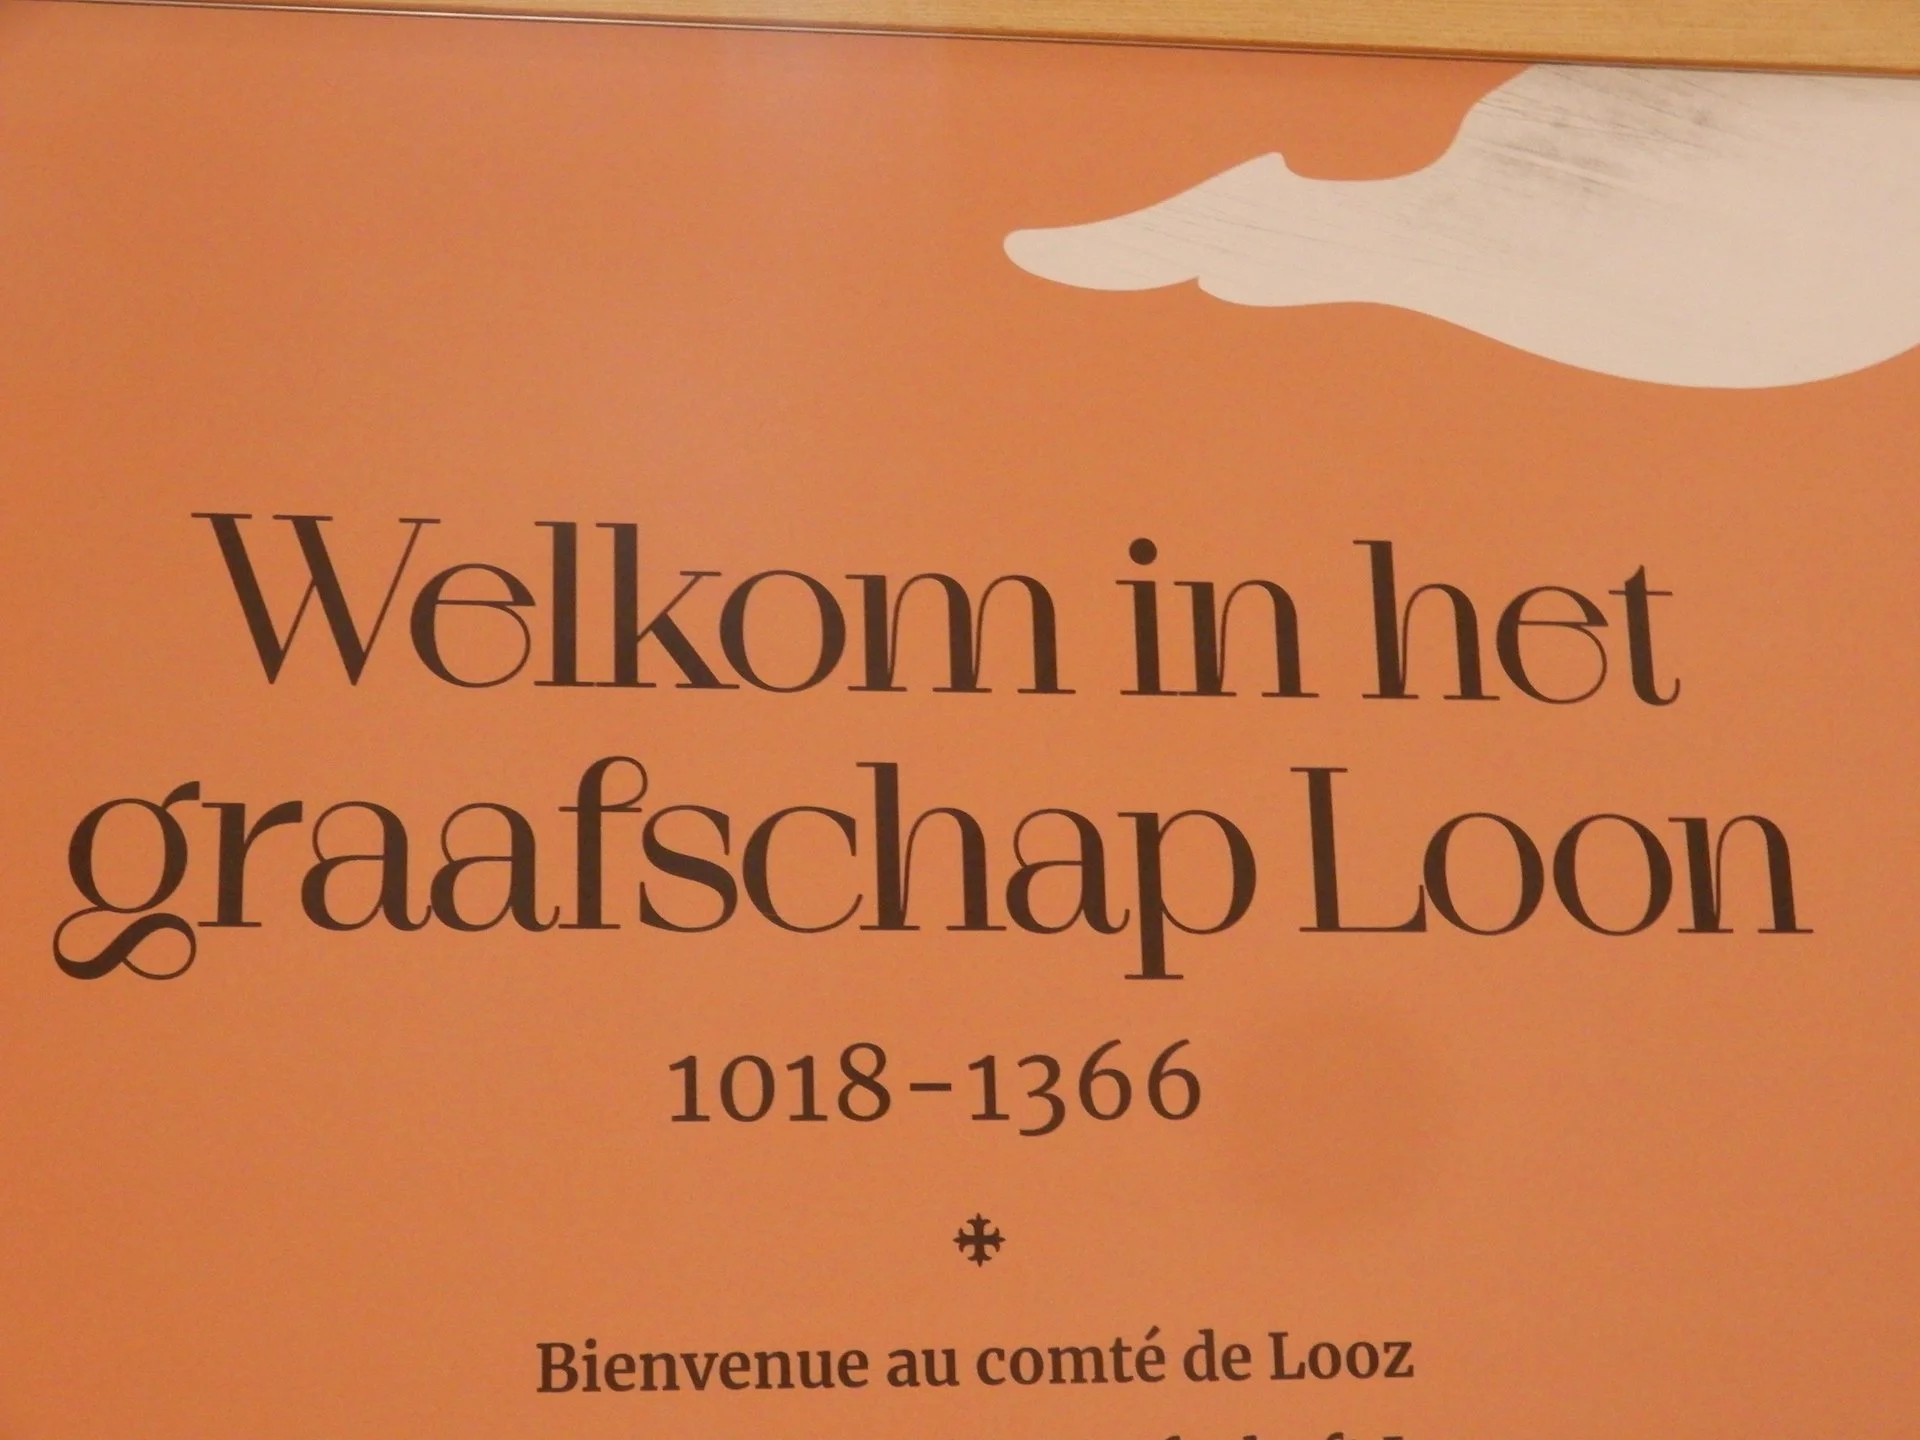 Welkom in het
graafschap Loon
1018-1366
Bienvenue au comté de Looz